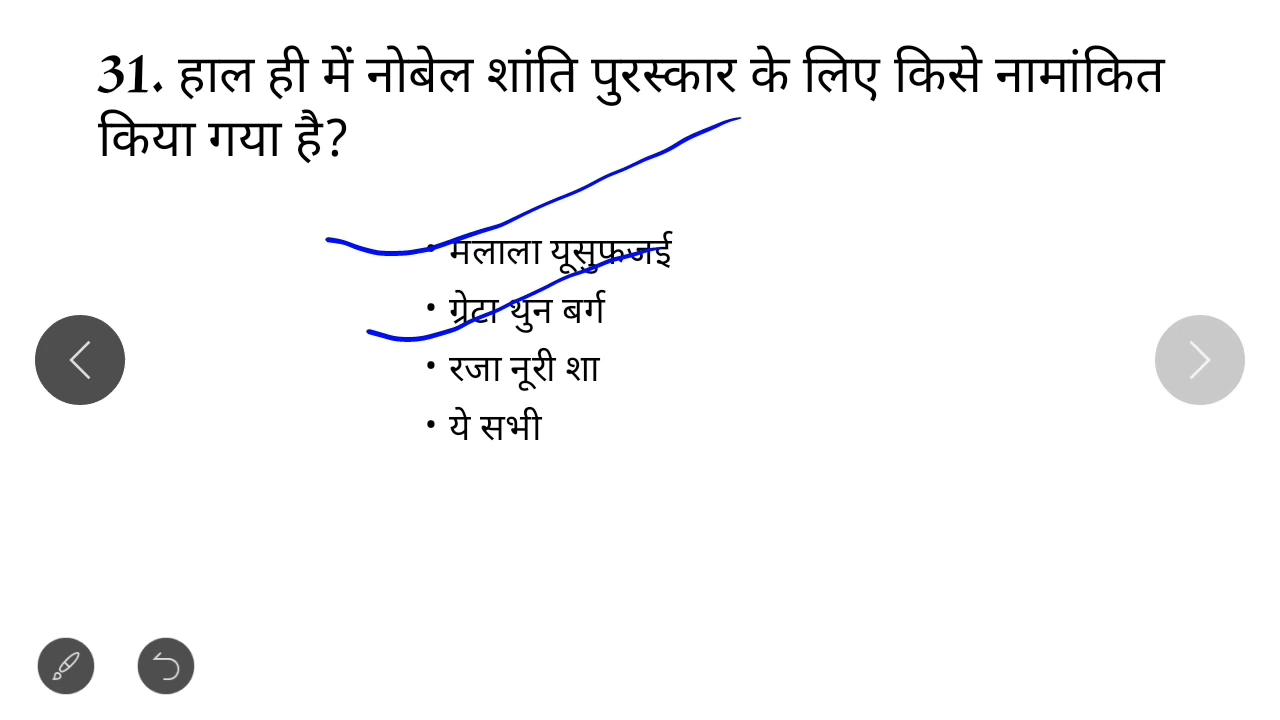 31. हाल ही में नोबेल शांति पुरस्कार के लिए किसे नामांकित
किया गया है?
• मलाला यूसुफजई
• ग्रेटा थुन बर्ग
• रजा नूरी शा
• ये सभी